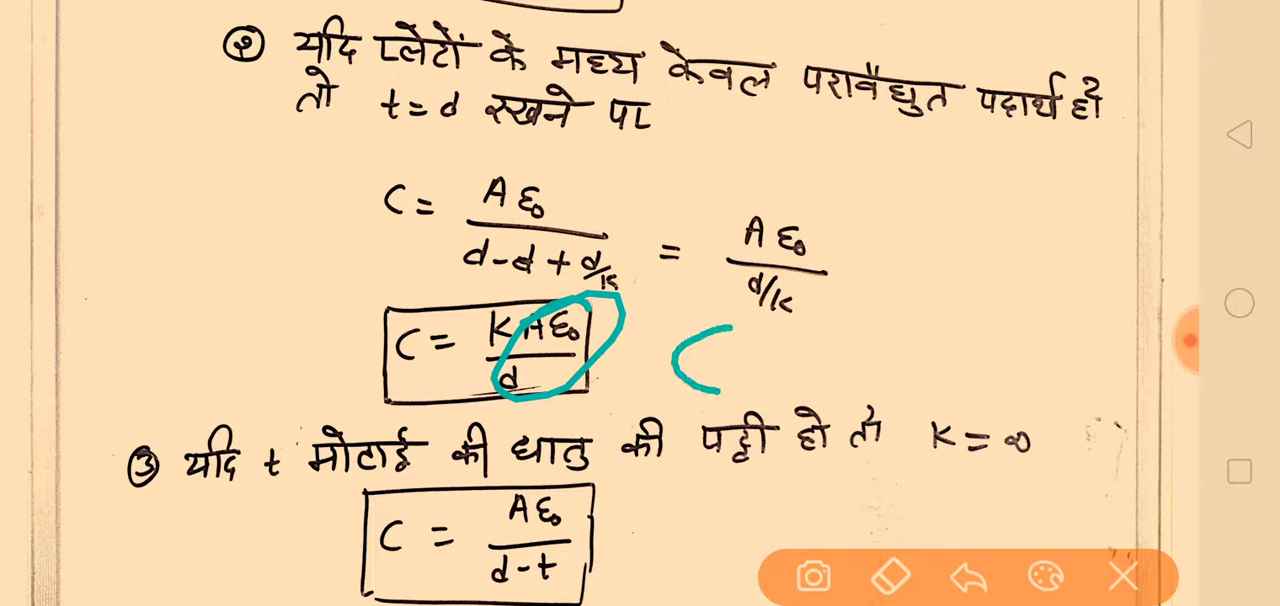 ② यदि प्लेटों के मध्य केवल परावैद्युत पदार्थ हो
तो t = d रखने पर
C = Aε₀ / (d - d + d/K) = Aε₀ / (d/K)
C = KAε₀ / d
C
③ यदि t मोटाई की धातु की पट्टी हो तो K = ∞
C = Aε₀ / (d - t)